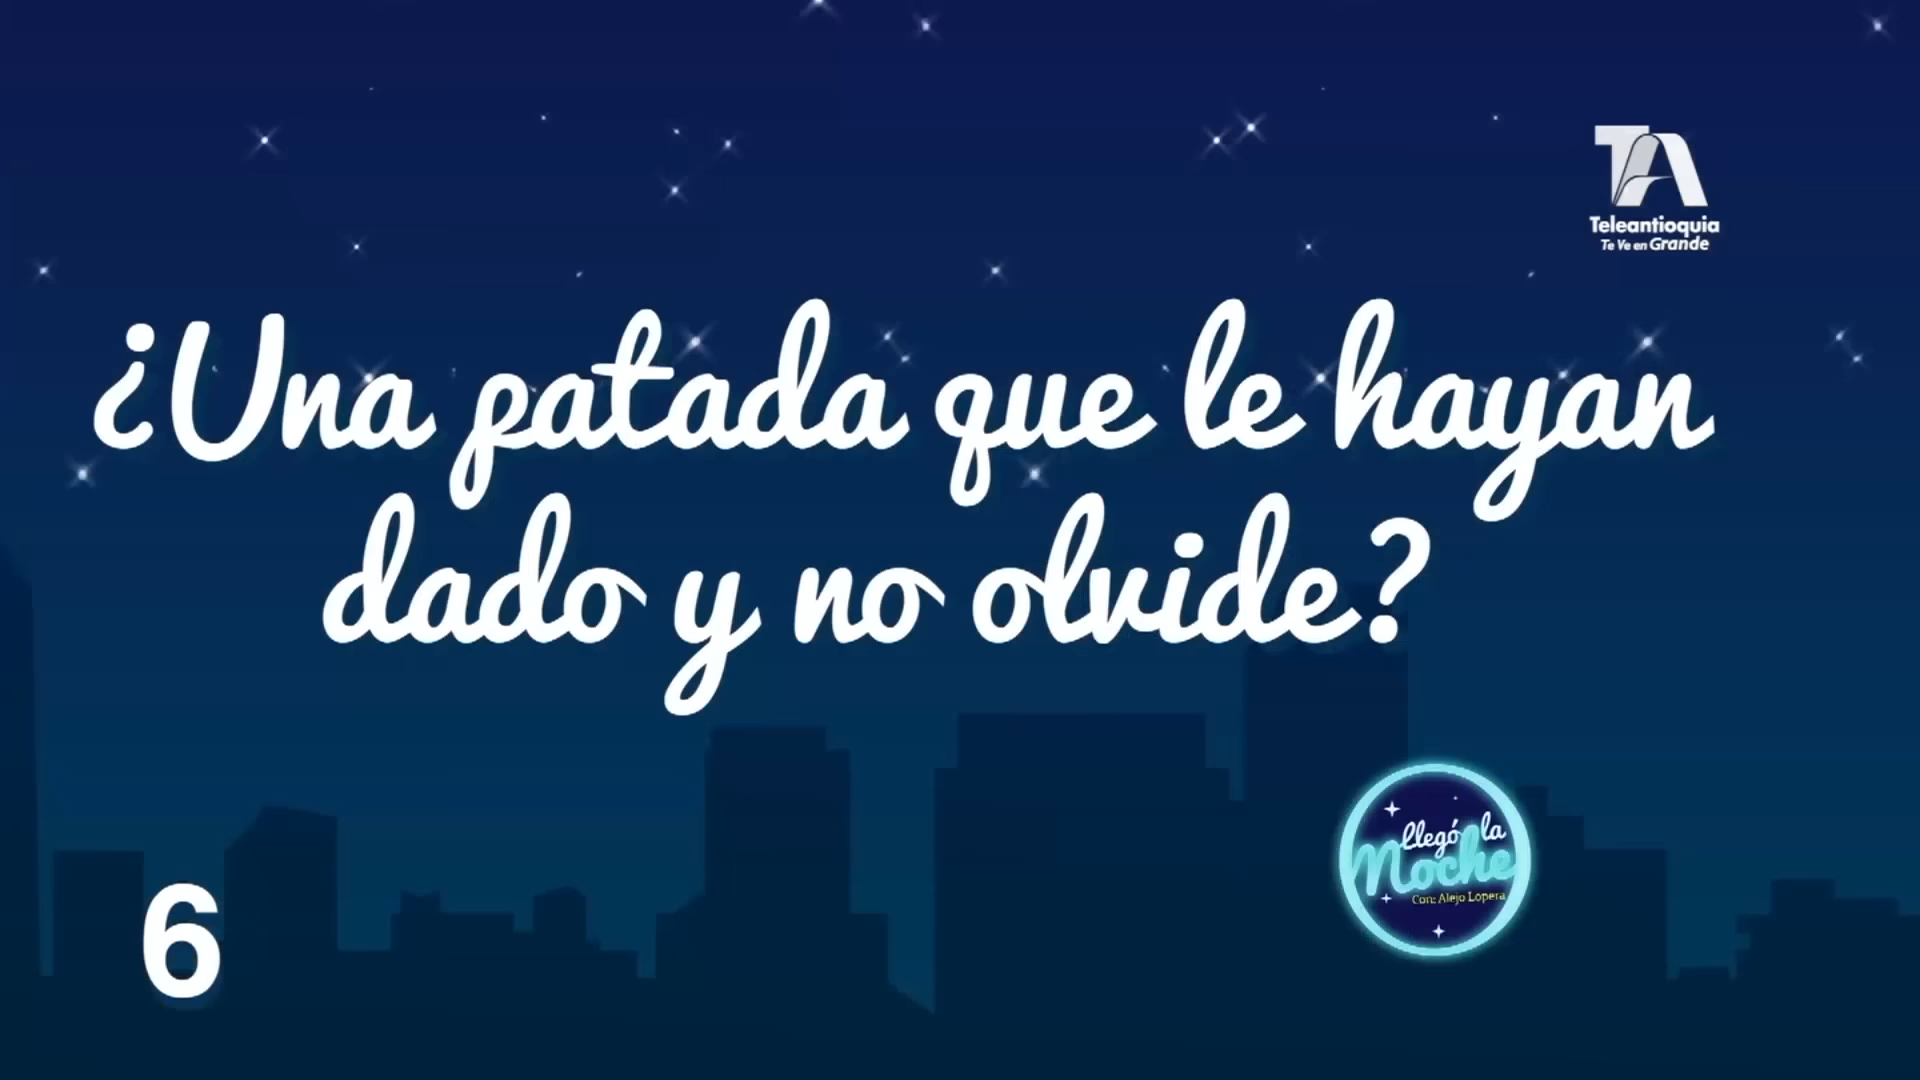 TA
Teleantioquia
Te Ve en Grande
¿Una patada que le hayan
dado y no olvide?
Llegó la
Noche
Con: Alejo Lopera
6